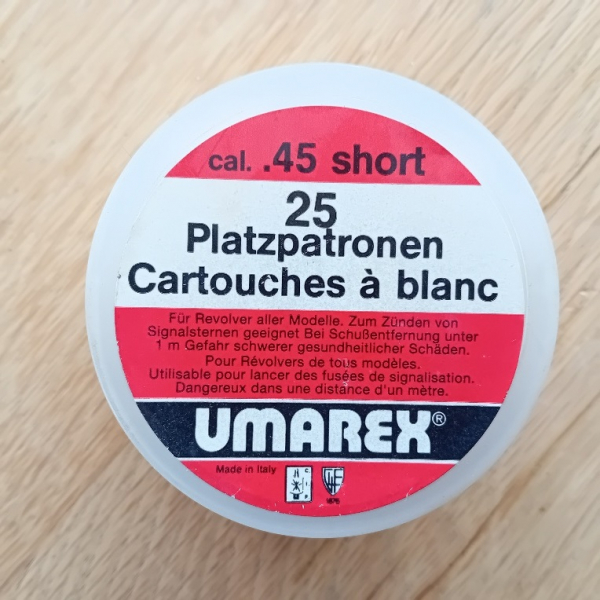 cal. .45 short
25
Platzpatronen
Cartouches à blanc
Für Revolver aller Modelle. Zum Zünden von
Signalsternen geeignet Bei Schußentfernung unter
1 m Gefahr schwerer gesundheitlicher Schäden.
Pour Révolvers de tous modèles.
Utilisable pour lancer des fusées de signalisation.
Dangereux dans une distance d'un mètre.
UMAREX®
Made in Italy